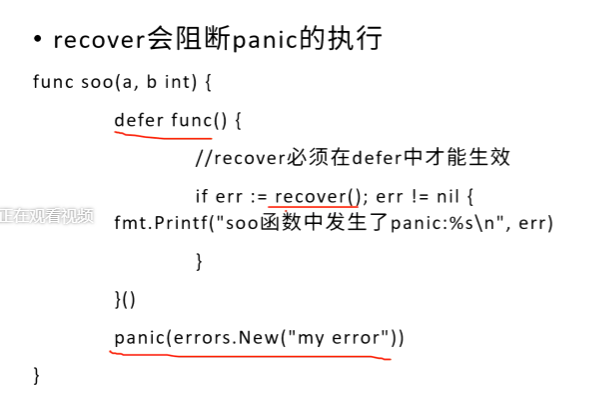 • recover会阻断panic的执行
func soo(a, b int) {
defer func() {
//recover必须在defer中才能生效
正在观看视频
if err := recover(); err != nil {
fmt.Printf("soo函数中发生了panic:%s\n", err)
}
}()
panic(errors.New("my error"))
}